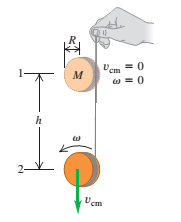 R
M
v_cm = 0
ω = 0
1
h
ω
2
v_cm